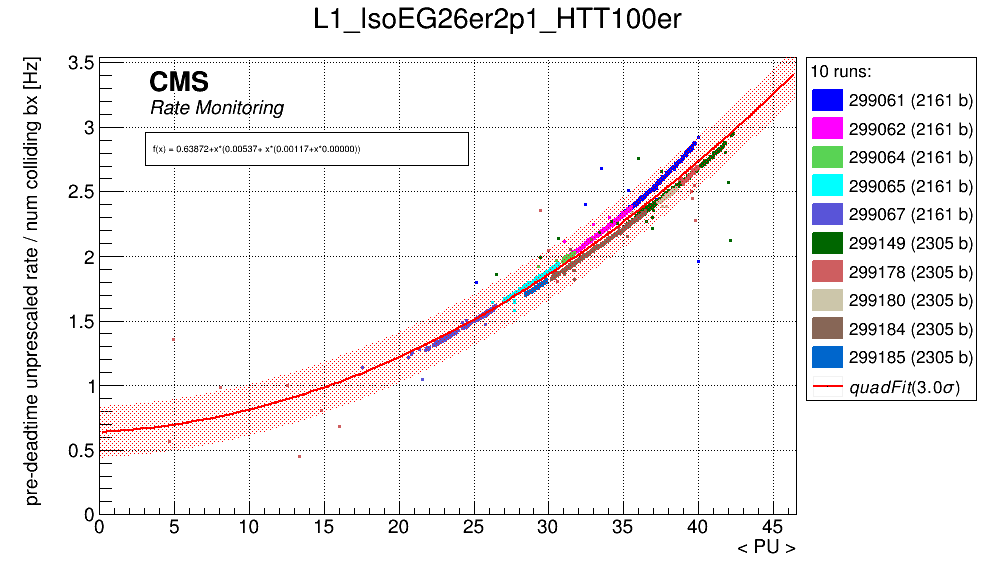 L1_IsoEG26er2p1_HTT100er
pre-deadtime unprescaled rate / num colliding bx [Hz]
CMS
Rate Monitoring
f(x) = 0.63872+x*(0.00537+ x*(0.00117+x*0.00000))
3.5
3
2.5
2
1.5
1
0.5
0
0 5 10 15 20 25 30 35 40 45
< PU >
10 runs:
299061 (2161 b)
299062 (2161 b)
299064 (2161 b)
299065 (2161 b)
299067 (2161 b)
299149 (2305 b)
299178 (2305 b)
299180 (2305 b)
299184 (2305 b)
299185 (2305 b)
quadFit(3.0σ)